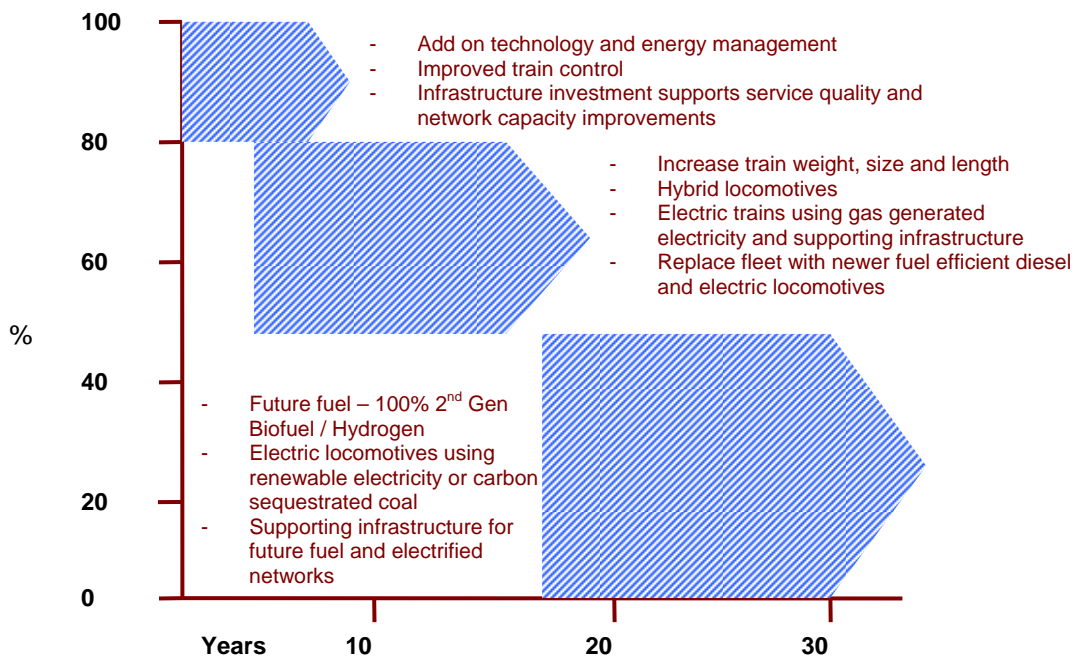 100
- Add on technology and energy management
- Improved train control
- Infrastructure investment supports service quality and
network capacity improvements
80
- Increase train weight, size and length
- Hybrid locomotives
- Electric trains using gas generated
electricity and supporting infrastructure
- Replace fleet with newer fuel efficient diesel
and electric locomotives
60
%
40
- Future fuel – 100% 2nd Gen
Biofuel / Hydrogen
- Electric locomotives using
renewable electricity or carbon
sequestrated coal
- Supporting infrastructure for
future fuel and electrified
networks
20
0
Years 10 20 30